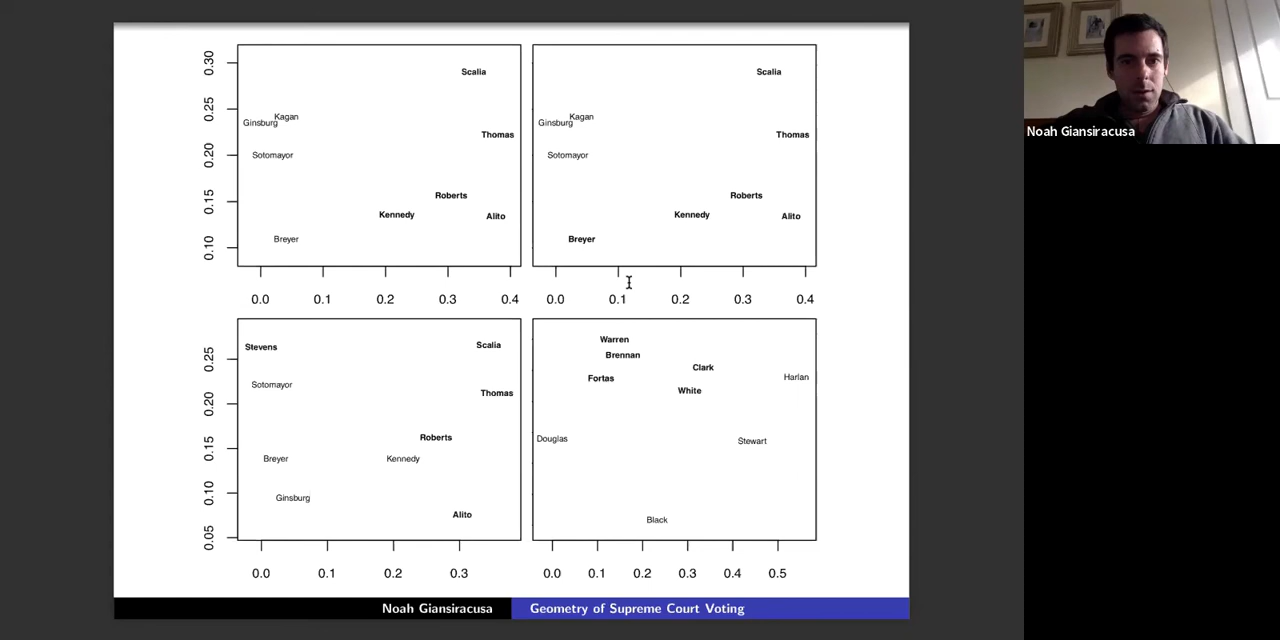 0.30
0.25
0.20
0.15
0.10
Scalia
Kagan
Ginsburg
Thomas
Sotomayor
Roberts
Kennedy
Alito
Breyer
0.0 0.1 0.2 0.3 0.4
Scalia
Kagan
Ginsburg
Thomas
Sotomayor
Roberts
Kennedy
Alito
Breyer
0.0 0.1 0.2 0.3 0.4
0.25
0.20
0.15
0.10
0.05
Stevens
Scalia
Sotomayor
Thomas
Roberts
Breyer
Kennedy
Ginsburg
Alito
0.0 0.1 0.2 0.3
Warren
Brennan
Clark
Fortas
Harlan
White
Douglas
Stewart
Black
0.0 0.1 0.2 0.3 0.4 0.5
Noah Giansiracusa
Geometry of Supreme Court Voting
Noah Giansiracusa